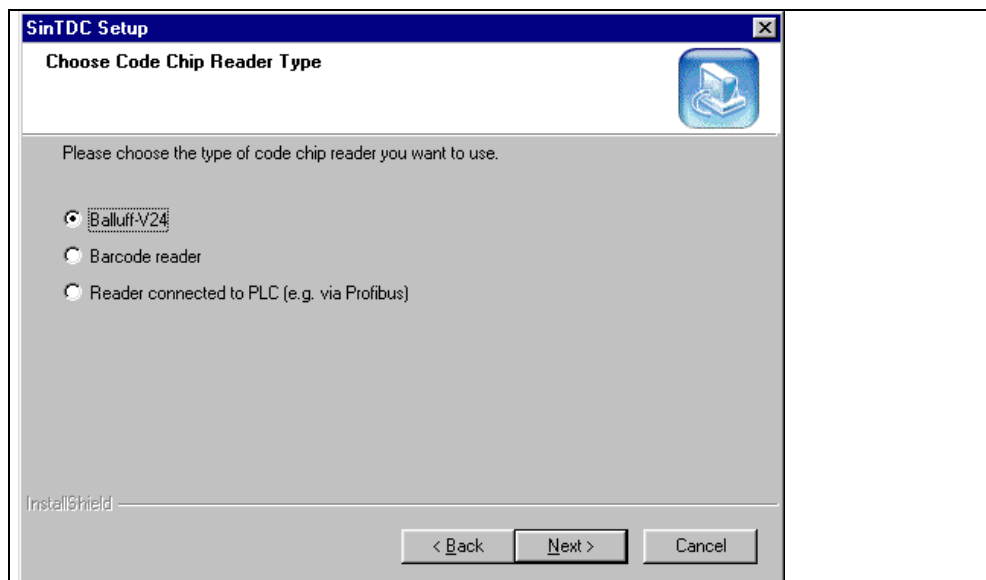 SinTDC Setup
Choose Code Chip Reader Type
Please choose the type of code chip reader you want to use.
Balluff-V24
Barcode reader
Reader connected to PLC (e.g. via Profibus)
InstallShield
< Back Next > Cancel